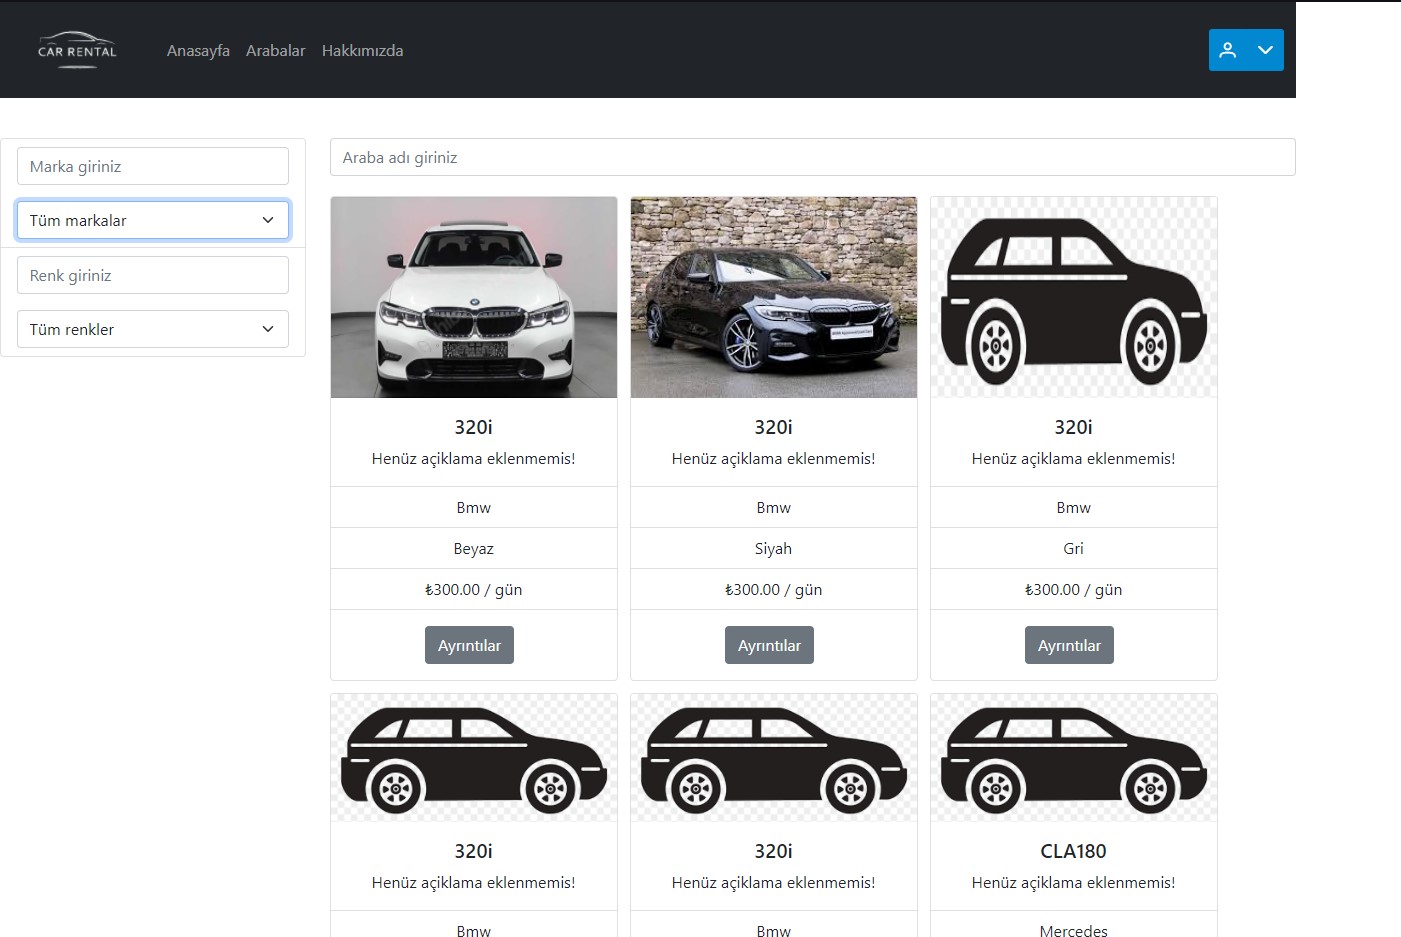 CAR RENTAL
Anasayfa Arabalar Hakkımızda
Marka giriniz
Tüm markalar
Renk giriniz
Tüm renkler
Araba adı giriniz
320i
Henüz açiklama eklenmemis!
Bmw
Beyaz
₺300.00 / gün
Ayrıntılar
320i
Henüz açiklama eklenmemis!
Bmw
Siyah
₺300.00 / gün
Ayrıntılar
320i
Henüz açiklama eklenmemis!
Bmw
Gri
₺300.00 / gün
Ayrıntılar
320i
Henüz açiklama eklenmemis!
Bmw
320i
Henüz açiklama eklenmemis!
Bmw
CLA180
Henüz açiklama eklenmemis!
Mercedes